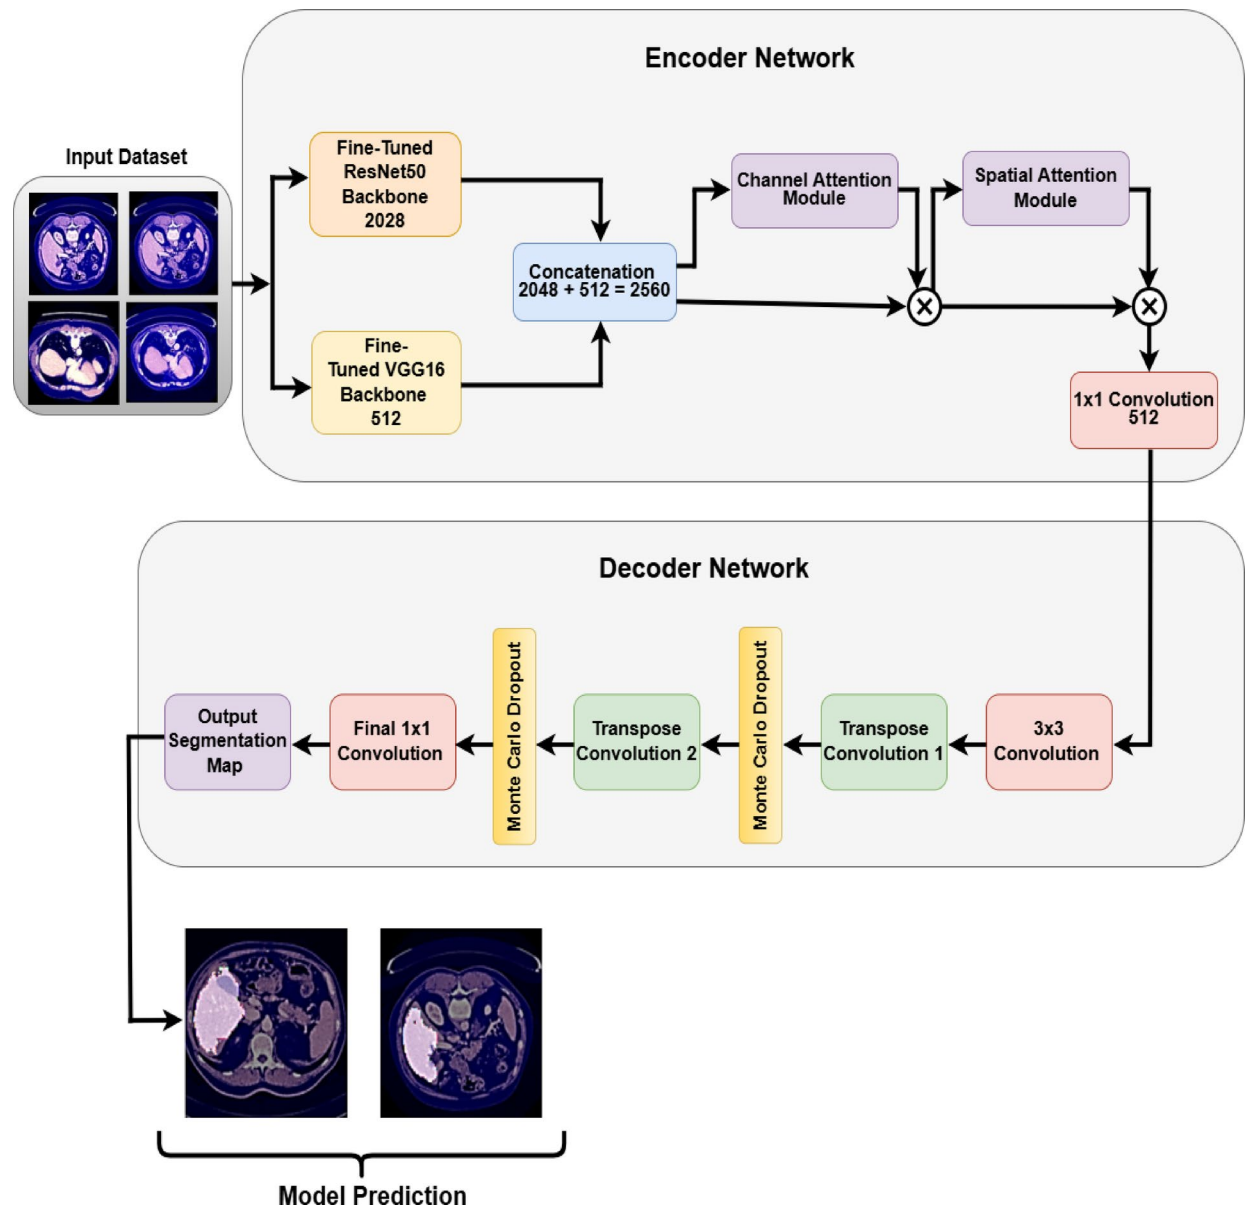 Encoder Network
Input Dataset
Fine-Tuned
ResNet50
Backbone
2028
Fine-
Tuned VGG16
Backbone
512
Concatenation
2048 + 512 = 2560
Channel Attention
Module
Spatial Attention
Module
1x1 Convolution
512
Decoder Network
3x3
Convolution
Transpose
Convolution 1
Monte Carlo Dropout
Transpose
Convolution 2
Monte Carlo Dropout
Final 1x1
Convolution
Output
Segmentation
Map
Model Prediction